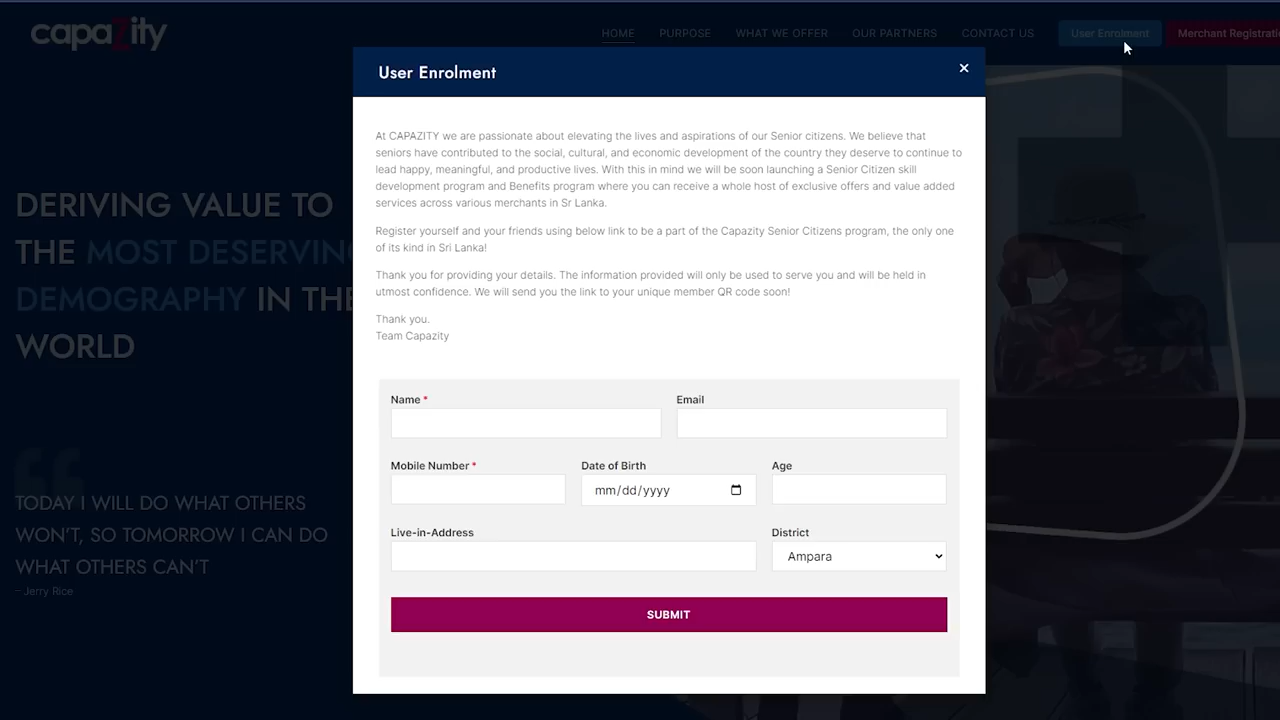 capaZity
HOME PURPOSE WHAT WE OFFER OUR PARTNERS CONTACT US User Enrolment Merchant Registrati
User Enrolment
At CAPAZITY we are passionate about elevating the lives and aspirations of our Senior citizens. We believe that
seniors have contributed to the social, cultural, and economic development of the country they deserve to continue to
lead happy, meaningful, and productive lives. With this in mind we will be soon launching a Senior Citizen skill
development program and Benefits program where you can receive a whole host of exclusive offers and value added
services across various merchants in Sr Lanka.
Register yourself and your friends using below link to be a part of the Capazity Senior Citizens program, the only one
of its kind in Sri Lanka!
Thank you for providing your details. The information provided will only be used to serve you and will be held in
utmost confidence. We will send you the link to your unique member QR code soon!
Thank you.
Team Capazity
Name *
Email
Mobile Number *
Date of Birth
Age
mm/dd/yyyy
Live-in-Address
District
Ampara
SUBMIT
DERIVING VALUE TO
THE MOST DESERVING
DEMOGRAPHY IN THE
WORLD
TODAY I WILL DO WHAT OTHERS
WON'T, SO TOMORROW I CAN DO
WHAT OTHERS CAN'T
– Jerry Rice